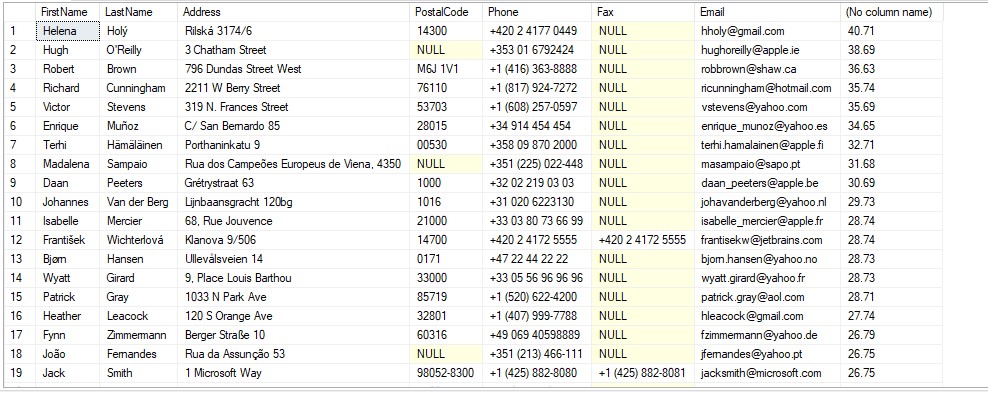 FirstName LastName Address PostalCode Phone Fax Email (No column name)
1 Helena Holý Rilská 3174/6 14300 +420 2 4177 0449 NULL hholy@gmail.com 40.71
2 Hugh O'Reilly 3 Chatham Street NULL +353 01 6792424 NULL hughoreilly@apple.ie 38.69
3 Robert Brown 796 Dundas Street West M6J 1V1 +1 (416) 363-8888 NULL robbrown@shaw.ca 36.63
4 Richard Cunningham 2211 W Berry Street 76110 +1 (817) 924-7272 NULL ricunningham@hotmail.com 35.74
5 Victor Stevens 319 N. Frances Street 53703 +1 (608) 257-0597 NULL vstevens@yahoo.com 35.69
6 Enrique Muñoz C/ San Bernardo 85 28015 +34 914 454 454 NULL enrique_munoz@yahoo.es 34.65
7 Terhi Hämäläinen Porthaninkatu 9 00530 +358 09 870 2000 NULL terhi.hamalainen@apple.fi 32.71
8 Madalena Sampaio Rua dos Campeões Europeus de Viena, 4350 NULL +351 (225) 022-448 NULL masampaio@sapo.pt 31.68
9 Daan Peeters Grétrystraat 63 1000 +32 02 219 03 03 NULL daan_peeters@apple.be 30.69
10 Johannes Van der Berg Lijnbaansgracht 120bg 1016 +31 020 6223130 NULL johavanderberg@yahoo.nl 29.73
11 Isabelle Mercier 68, Rue Jouvence 21000 +33 03 80 73 66 99 NULL isabelle_mercier@apple.fr 28.74
12 František Wichterlová Klanova 9/506 14700 +420 2 4172 5555 +420 2 4172 5555 frantisekw@jetbrains.com 28.74
13 Bjørn Hansen Ullevålsveien 14 0171 +47 22 44 22 22 NULL bjorn.hansen@yahoo.no 28.73
14 Wyatt Girard 9, Place Louis Barthou 33000 +33 05 56 96 96 96 NULL wyatt.girard@yahoo.fr 28.73
15 Patrick Gray 1033 N Park Ave 85719 +1 (520) 622-4200 NULL patrick.gray@aol.com 28.71
16 Heather Leacock 120 S Orange Ave 32801 +1 (407) 999-7788 NULL hleacock@gmail.com 27.74
17 Fynn Zimmermann Berger Straße 10 60316 +49 069 40598889 NULL fzimmermann@yahoo.de 26.79
18 João Fernandes Rua da Assunção 53 NULL +351 (213) 466-111 NULL jfernandes@yahoo.pt 26.75
19 Jack Smith 1 Microsoft Way 98052-8300 +1 (425) 882-8080 +1 (425) 882-8081 jacksmith@microsoft.com 26.75